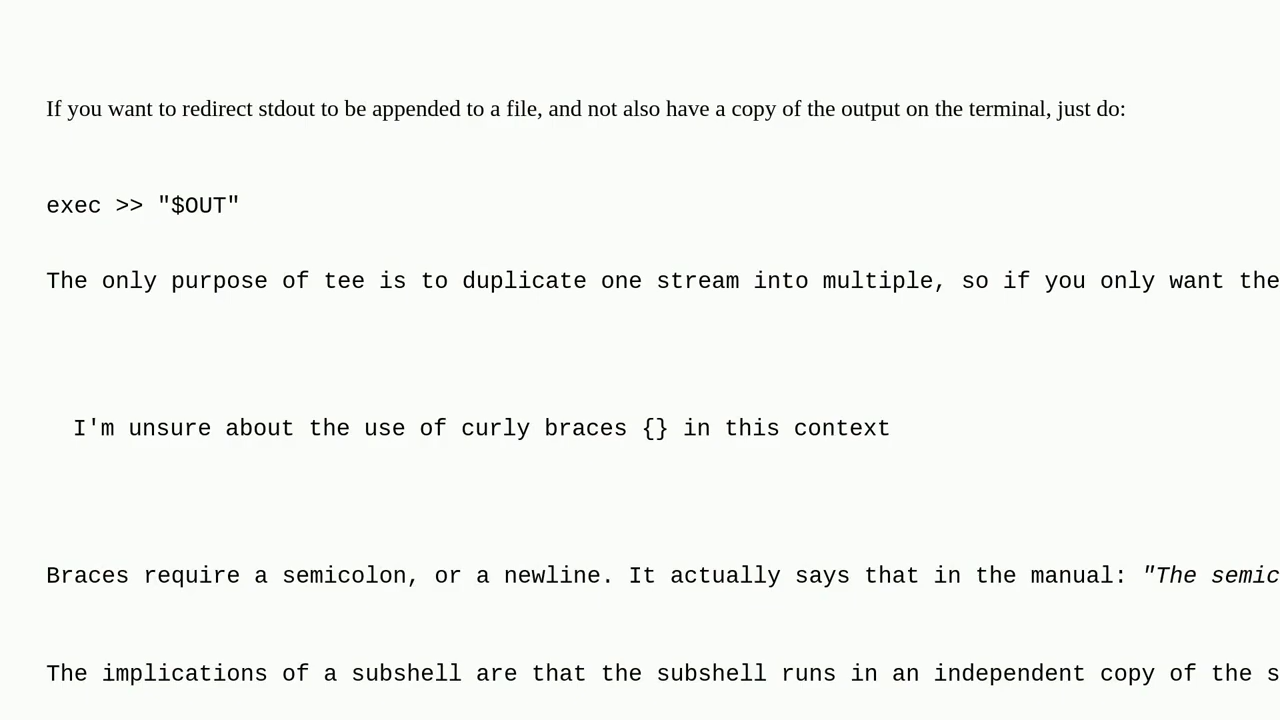 If you want to redirect stdout to be appended to a file, and not also have a copy of the output on the terminal, just do:
exec >> "$OUT"
The only purpose of tee is to duplicate one stream into multiple, so if you only want the
I'm unsure about the use of curly braces {} in this context
Braces require a semicolon, or a newline. It actually says that in the manual: "The semic
The implications of a subshell are that the subshell runs in an independent copy of the s